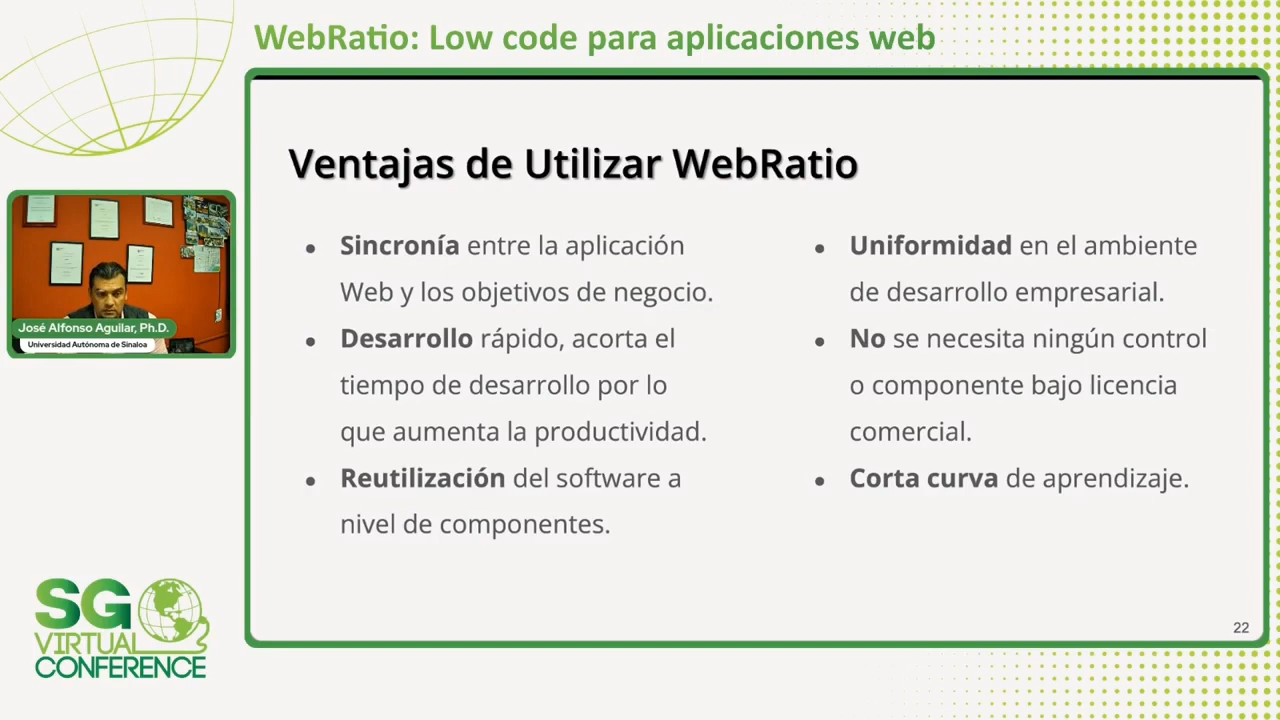 WebRatio: Low code para aplicaciones web
Ventajas de Utilizar WebRatio
● Sincronía entre la aplicación
Web y los objetivos de negocio.
● Desarrollo rápido, acorta el
tiempo de desarrollo por lo
que aumenta la productividad.
● Reutilización del software a
nivel de componentes.
● Uniformidad en el ambiente
de desarrollo empresarial.
● No se necesita ningún control
o componente bajo licencia
comercial.
● Corta curva de aprendizaje.
22
José Alfonso Aguilar, Ph.D.
Universidad Autónoma de Sinaloa
SG
VIRTUAL
CONFERENCE